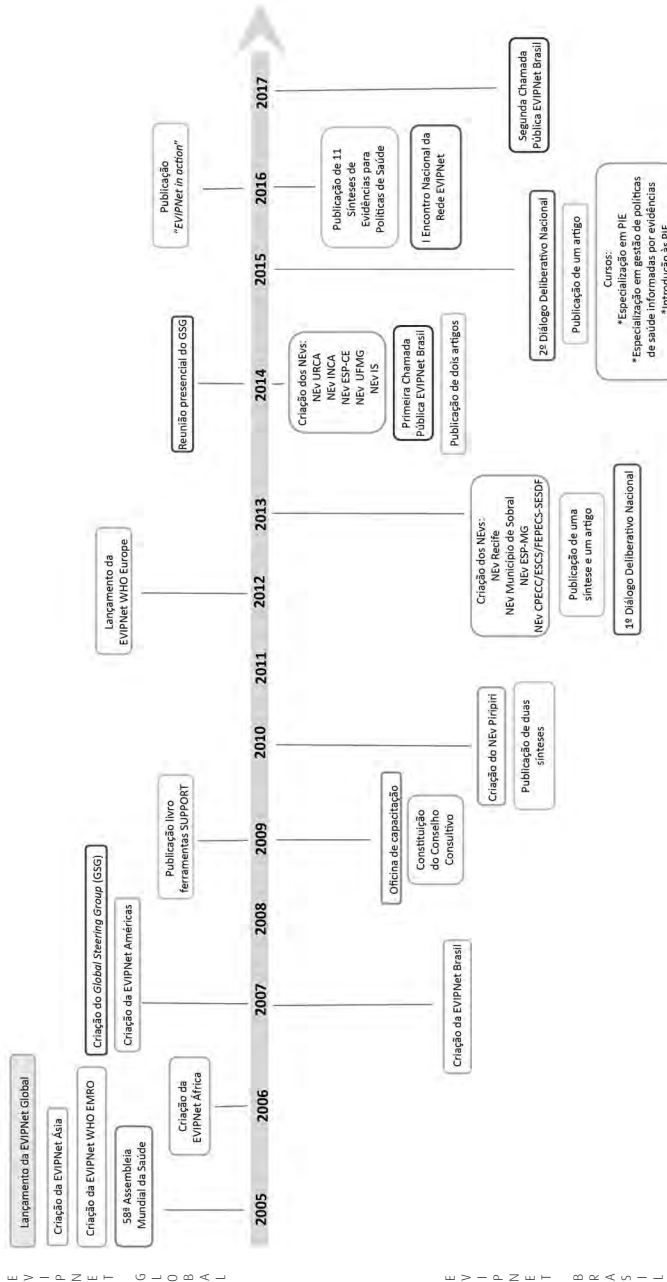 EVIPNET GLOBAL
Lançamento da EVIPNet Global
Criação da EVIPNet Ásia
Criação da EVIPNet WHO EMRO
58ª Assembleia
Mundial da Saúde
Criação da
EVIPNet África
Criação do Global Steering Group (GSG)
Criação da EVIPNet Américas
Publicação livro
ferramentas SUPPORT
Lançamento da
EVIPNet WHO Europe
Reunião presencial do GSG
Publicação
“EVIPNet in action”
2005
2006
2007
2008
2009
2010
2011
2012
2013
2014
2015
2016
2017
EVIPNET BRASIL
Criação da EVIPNet Brasil
Oficina de capacitação
Constituição
do Conselho
Consultivo
Criação do NEv Piripiri
Publicação de duas
sínteses
Criação dos NEvs:
NEv Recife
NEv Município de Sobral
NEv ESP-MG
NEv CPECC/ESCS/FEPECS-SESDF
Publicação de uma
síntese e um artigo
1º Diálogo Deliberativo Nacional
Criação dos NEvs:
NEv URCA
NEv INCA
NEv ESP-CE
NEv UFMG
NEv IS
Primeira Chamada
Pública EVIPNet Brasil
Publicação de dois artigos
2º Diálogo Deliberativo Nacional
Publicação de um artigo
Cursos:
*Especialização em PIE
*Especialização em gestão de políticas
de saúde informadas por evidências
*Introdução às PIE
Publicação de 11
Sínteses de
Evidências para
Políticas de Saúde
I Encontro Nacional da
Rede EVIPNet
Segunda Chamada
Pública EVIPNet Brasil